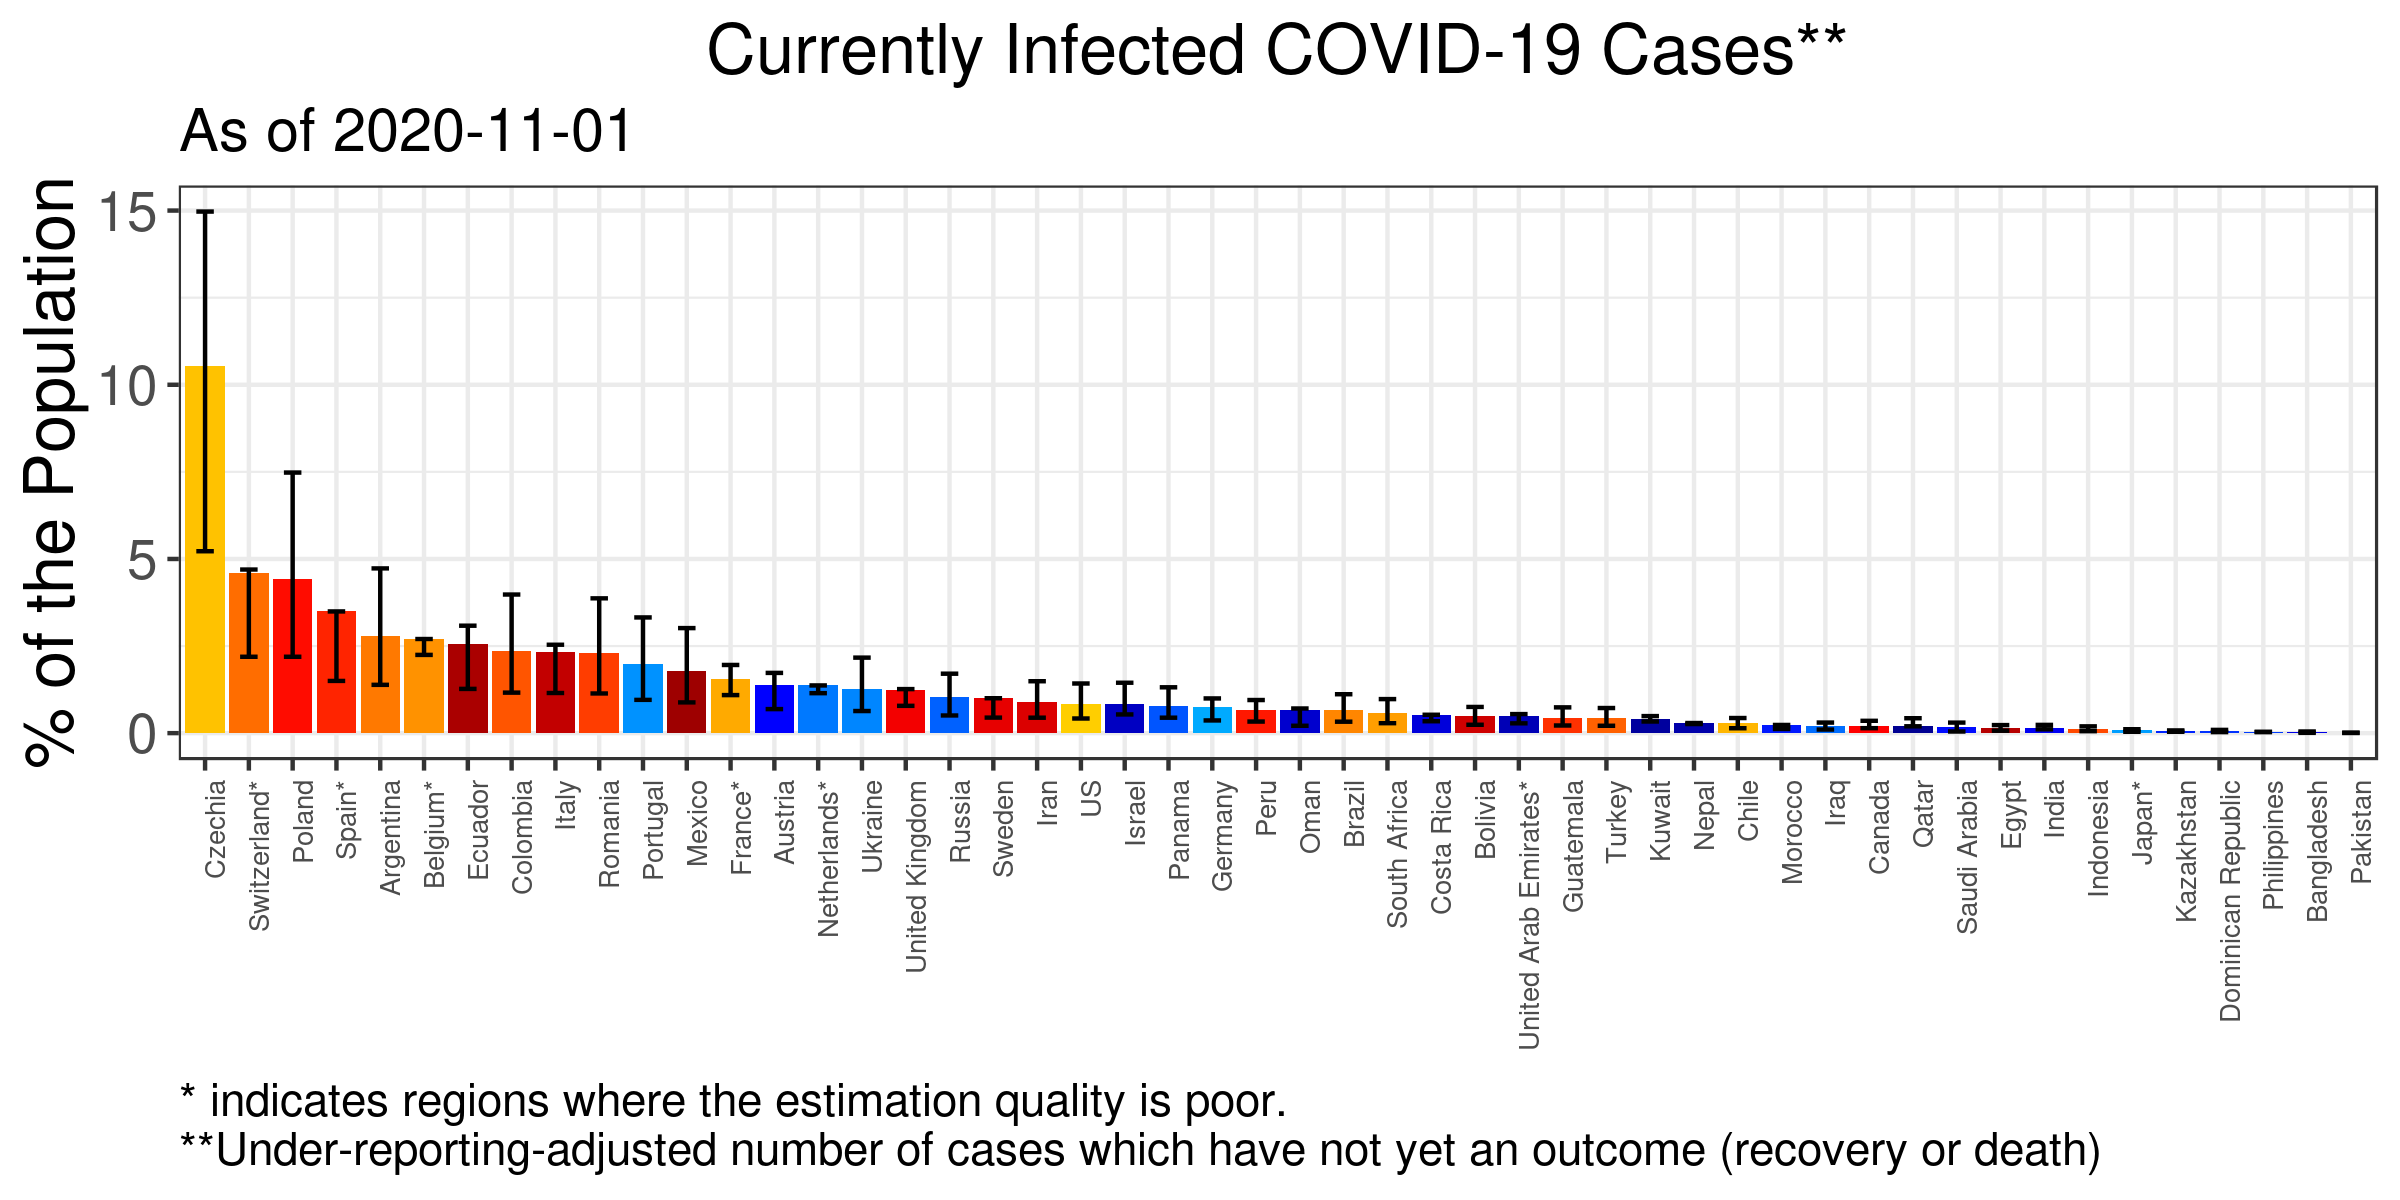 Currently Infected COVID-19 Cases**
As of 2020-11-01
% of the Population
15
10
5
0
Czechia
Switzerland*
Poland
Spain*
Argentina
Belgium*
Ecuador
Colombia
Italy
Romania
Portugal
Mexico
France*
Austria
Netherlands*
Ukraine
United Kingdom
Russia
Sweden
Iran
US
Israel
Panama
Germany
Peru
Oman
Brazil
South Africa
Costa Rica
Bolivia
United Arab Emirates*
Guatemala
Turkey
Kuwait
Nepal
Chile
Morocco
Iraq
Canada
Qatar
Saudi Arabia
Egypt
India
Indonesia
Japan*
Kazakhstan
Dominican Republic
Philippines
Bangladesh
Pakistan
* indicates regions where the estimation quality is poor.
**Under-reporting-adjusted number of cases which have not yet an outcome (recovery or death)